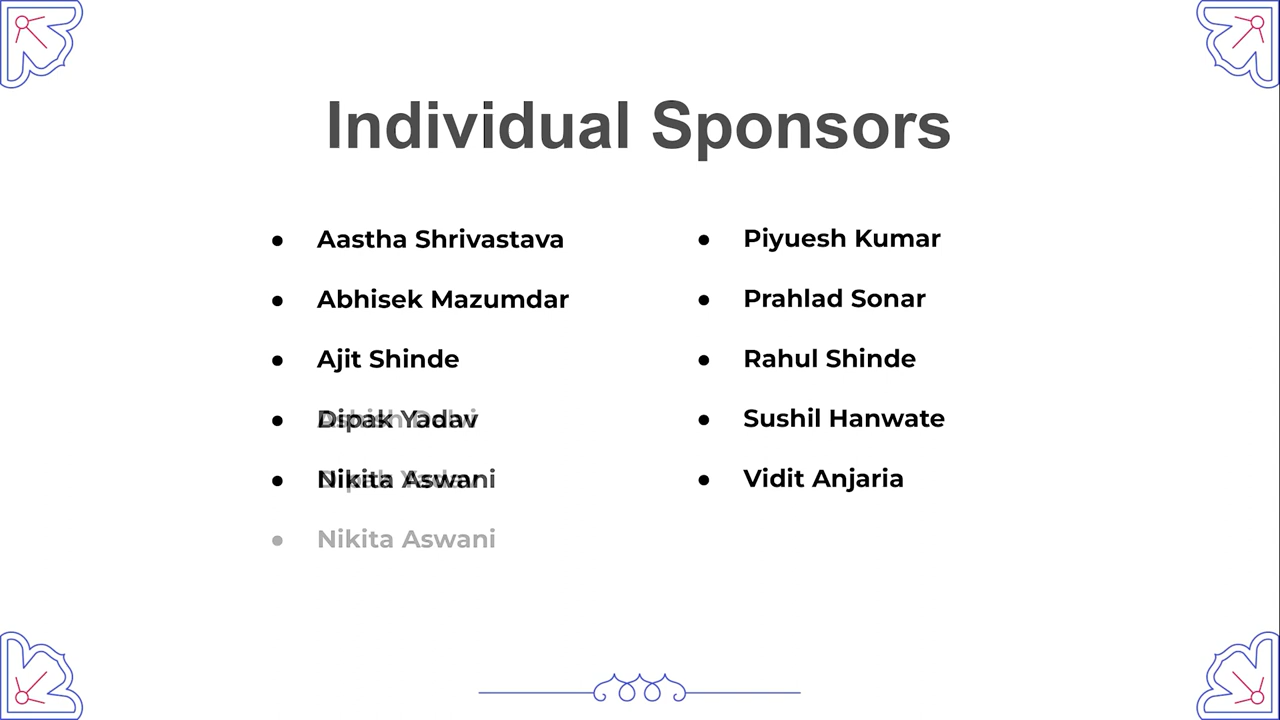 Individual Sponsors
● Aastha Shrivastava
● Abhisek Mazumdar
● Ajit Shinde
● Dipak Yadav
● Nikita Aswani
● Nikita Aswani
● Piyuesh Kumar
● Prahlad Sonar
● Rahul Shinde
● Sushil Hanwate
● Vidit Anjaria